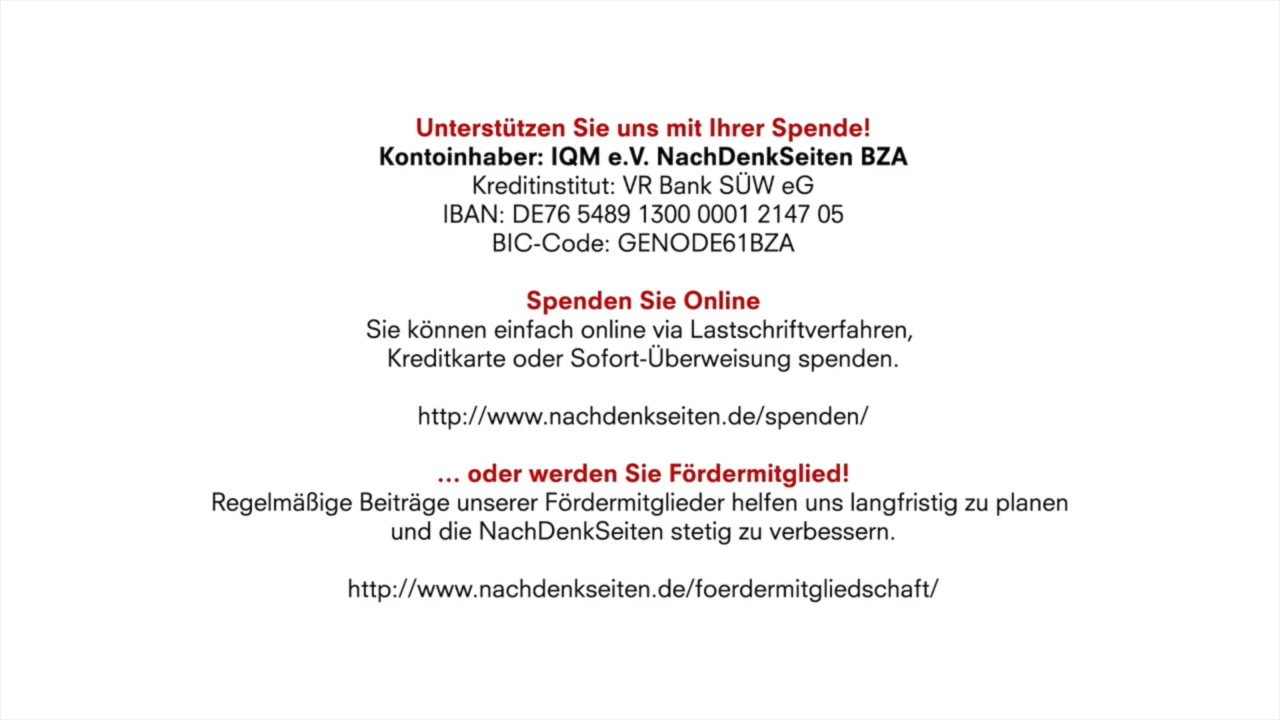 Unterstützen Sie uns mit Ihrer Spende!
Kontoinhaber: IQM e.V. NachDenkSeiten BZA
Kreditinstitut: VR Bank SÜW eG
IBAN: DE76 5489 1300 0001 2147 05
BIC-Code: GENODE61BZA
Spenden Sie Online
Sie können einfach online via Lastschriftverfahren,
Kreditkarte oder Sofort-Überweisung spenden.
http://www.nachdenkseiten.de/spenden/
... oder werden Sie Fördermitglied!
Regelmäßige Beiträge unserer Fördermitglieder helfen uns langfristig zu planen
und die NachDenkSeiten stetig zu verbessern.
http://www.nachdenkseiten.de/foerdermitgliedschaft/